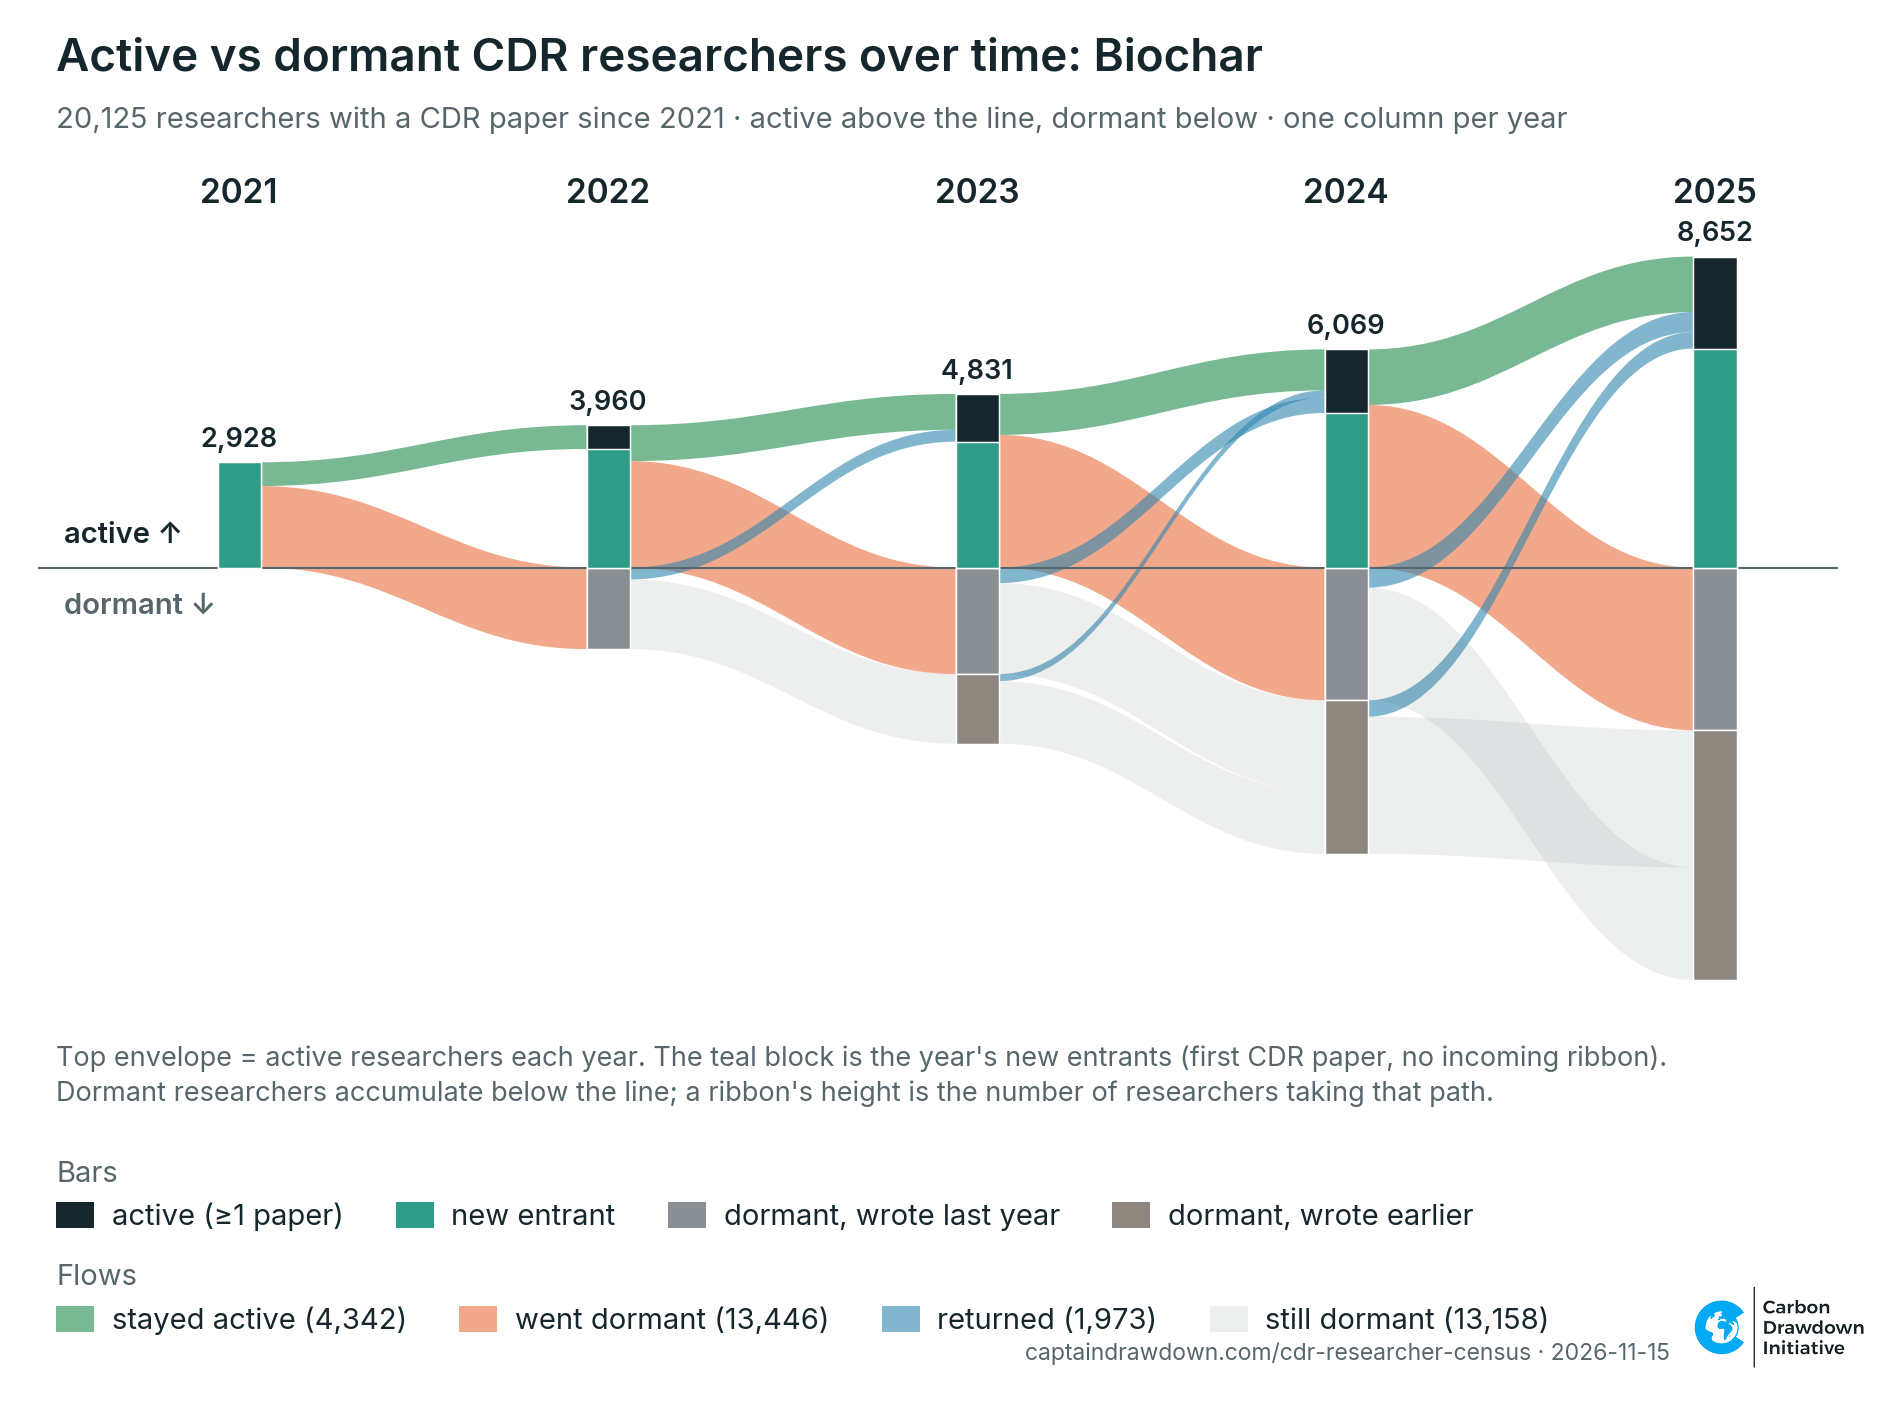 Active vs dormant CDR researchers over time: Biochar
20,125 researchers with a CDR paper since 2021 · active above the line, dormant below · one column per year
2021 2022 2023 2024 2025
8,652
6,069
4,831
3,960
2,928
active ↑
dormant ↓
Top envelope = active researchers each year. The teal block is the year's new entrants (first CDR paper, no incoming ribbon).
Dormant researchers accumulate below the line; a ribbon's height is the number of researchers taking that path.
Bars
active (≥1 paper) new entrant dormant, wrote last year dormant, wrote earlier
Flows
stayed active (4,342) went dormant (13,446) returned (1,973) still dormant (13,158)
captaindrawdown.com/cdr-researcher-census · 2026-11-15
Carbon
Drawdown
Initiative